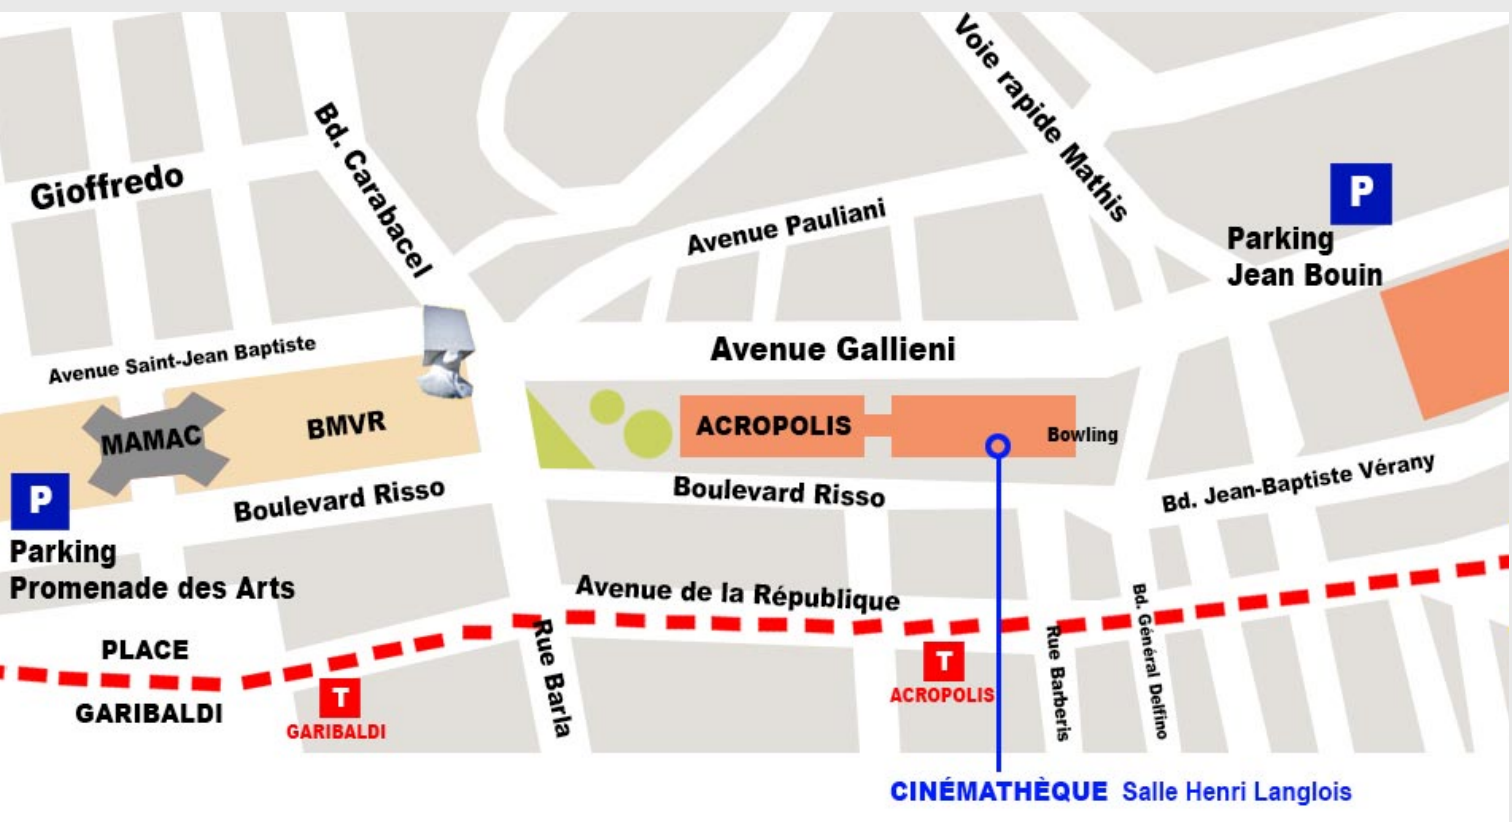 Voie rapide Mathis
Bd. Carabacel
Gioffredo
P
Avenue Pauliani
Parking
Jean Bouin
Avenue Saint-Jean Baptiste
Avenue Gallieni
MAMAC
BMVR
ACROPOLIS
Bowling
P
Boulevard Risso
Boulevard Risso
Bd. Jean-Baptiste Vérany
Parking
Promenade des Arts
Avenue de la République
PLACE
GARIBALDI
T
GARIBALDI
Rue Barla
T
ACROPOLIS
Rue Barberis
Bd. Général Delfino
CINÉMATHÈQUE Salle Henri Langlois